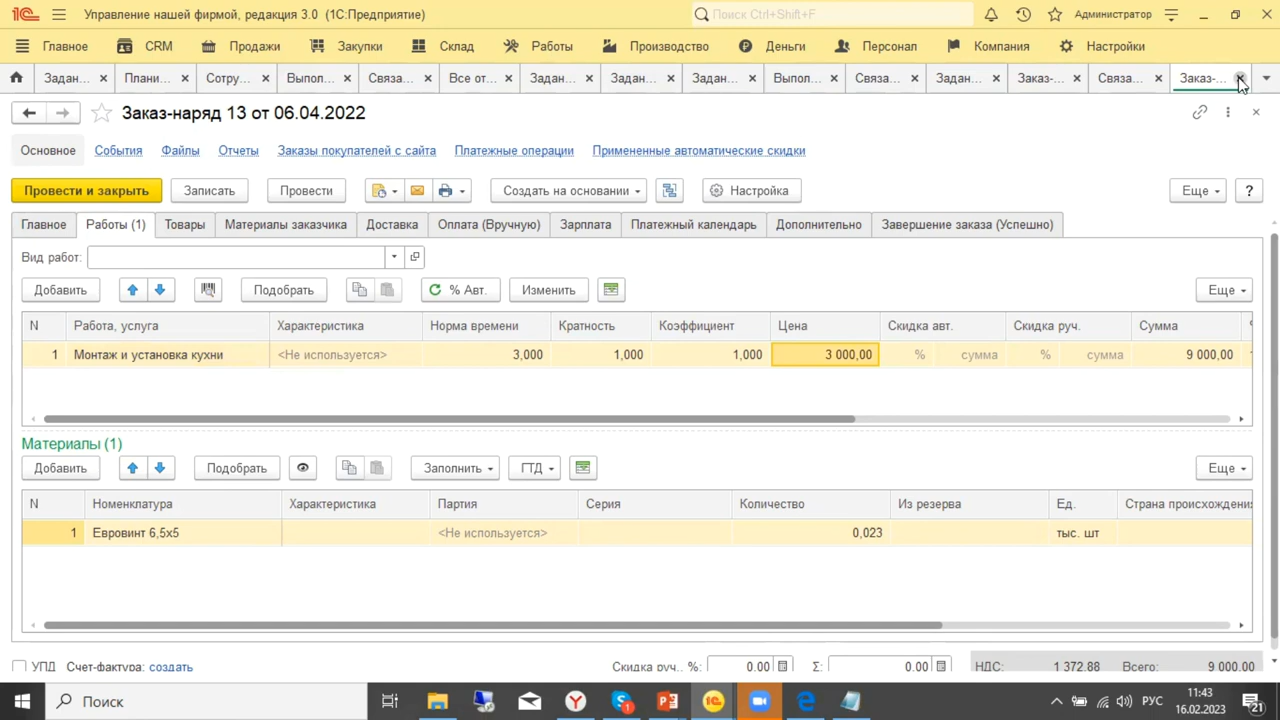 Управление нашей фирмой, редакция 3.0 (1С:Предприятие) Поиск Ctrl+Shift+F Администратор
Главное CRM Продажи Закупки Склад Работы Производство Деньги Персонал Компания Настройки
Задан... Плани... Сотру... Выпол... Связа... Все от... Задан... Задан... Задан... Выпол... Связа... Задан... Заказ-... Связа... Заказ-...
Заказ-наряд 13 от 06.04.2022
Основное События Файлы Отчеты Заказы покупателей с сайта Платежные операции Примененные автоматические скидки
Провести и закрыть Записать Провести Создать на основании Настройка Еще ?
Главное Работы (1) Товары Материалы заказчика Доставка Оплата (Вручную) Зарплата Платежный календарь Дополнительно Завершение заказа (Успешно)
Вид работ:
Добавить Подобрать % Авт. Изменить Еще
N Работа, услуга Характеристика Норма времени Кратность Коэффициент Цена Скидка авт. Скидка руч. Сумма
1 Монтаж и установка кухни <Не используется> 3,000 1,000 1,000 3 000,00 % сумма % сумма 9 000,00
Материалы (1)
Добавить Подобрать Заполнить ГТД Еще
N Номенклатура Характеристика Партия Серия Количество Из резерва Ед. Страна происхождени
1 Евровинт 6,5х5 <Не используется> 0,023 тыс. шт
УПД Счет-фактура: создать Скидка руч., %: 0.00 Σ: 0.00 НДС: 1 372.88 Всего: 9 000.00
Поиск РУС 11:43
16.02.2023 21